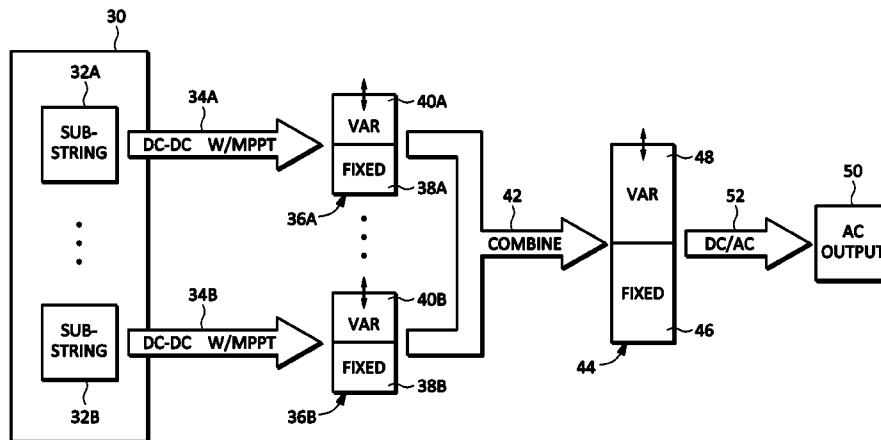 30
32A
SUB-
STRING
34A
DC-DC W/MPPT
40A
VAR
FIXED
38A
36A
42
COMBINE
48
VAR
FIXED
46
44
52
DC/AC
50
AC
OUTPUT
34B
DC-DC W/MPPT
SUB-
STRING
32B
40B
VAR
FIXED
38B
36B